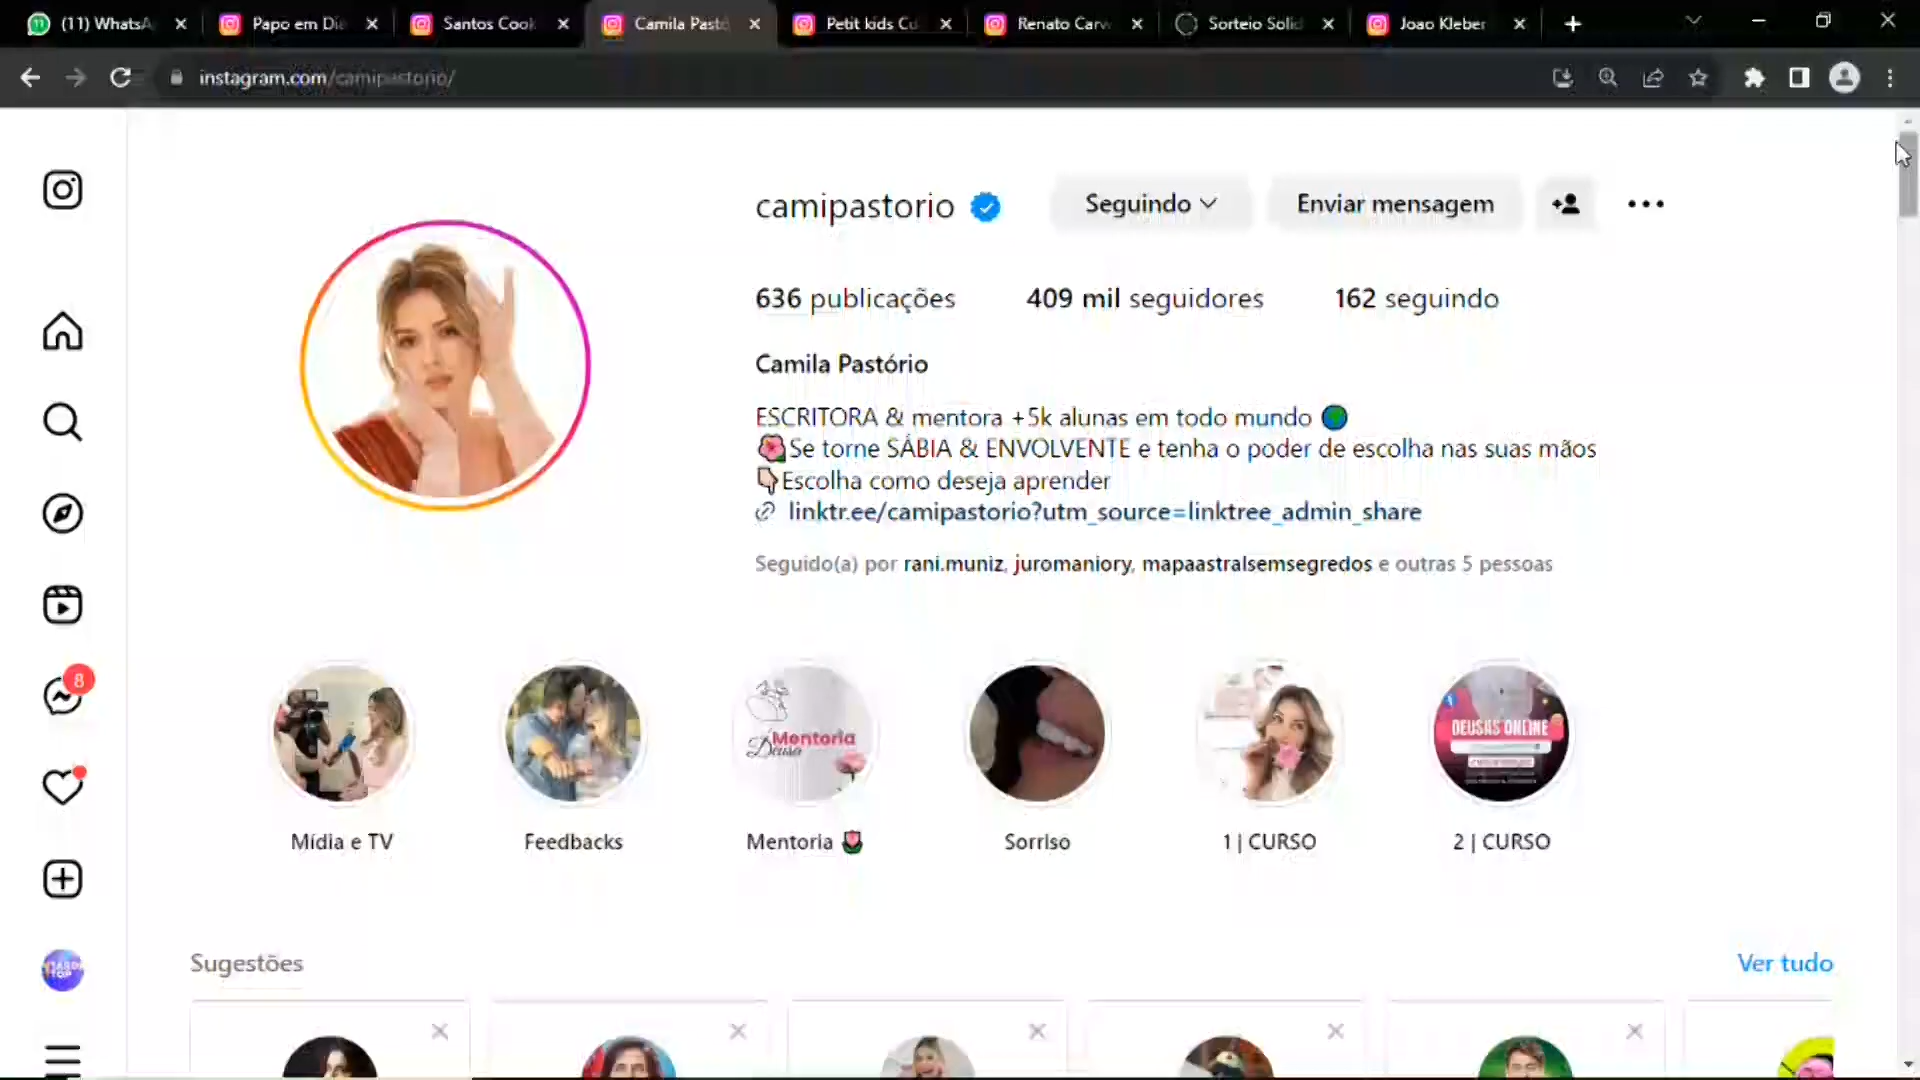 (11) WhatsA
Papo em Di
Santos Cook
Camila Pastó
Petit kids Cu
Renato Carv
Sorteio Solid
Joao Kleber
instagram.com/camipastorio/
camipastorio
Seguindo
Enviar mensagem
636 publicações
409 mil seguidores
162 seguindo
Camila Pastório
ESCRITORA & mentora +5k alunas em todo mundo 🌍
🌺Se torne SÁBIA & ENVOLVENTE e tenha o poder de escolha nas suas mãos
👇🏻Escolha como deseja aprender
linktr.ee/camipastorio?utm_source=linktree_admin_share
Seguido(a) por rani.muniz, juromaniory, mapaastralsemsegredos e outras 5 pessoas
8
Mentoria
Deusa
DEUSAS ONLINE
Mídia e TV
Feedbacks
Mentoria 🌷
Sorriso
1 | CURSO
2 | CURSO
Sugestões
Ver tudo